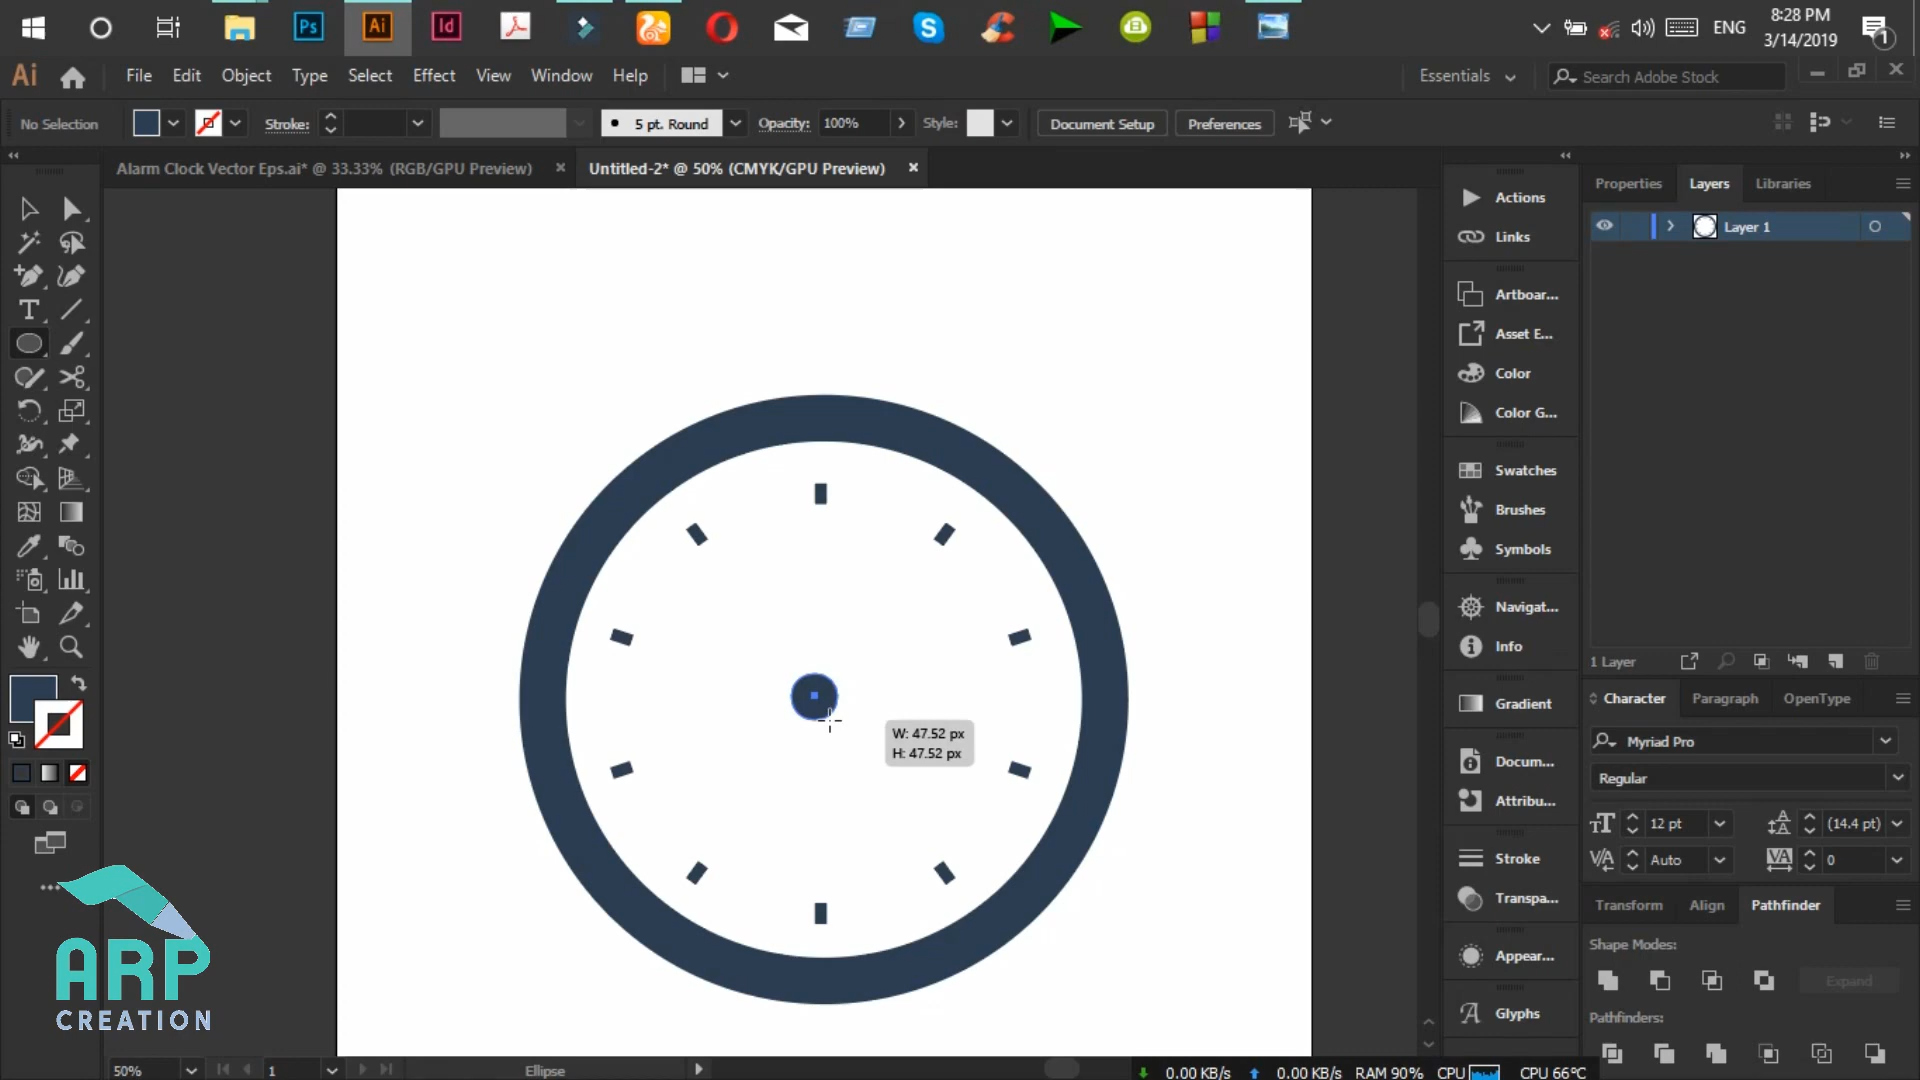 8:28 PM
ENG
3/14/2019
1
Ps
Ai
Id
Ai
File
Edit
Object
Type
Select
Effect
View
Window
Help
Essentials
Search Adobe Stock
No Selection
Stroke:
5 pt. Round
Opacity:
100%
Style:
Document Setup
Preferences
Alarm Clock Vector Eps.ai* @ 33.33% (RGB/GPU Preview)
Untitled-2* @ 50% (CMYK/GPU Preview)
Actions
Links
Artboar...
Asset E...
Color
Color G...
Swatches
Brushes
Symbols
Navigat...
Info
Gradient
Docum...
Attribu...
Stroke
Transpa...
Appear...
Glyphs
Properties
Layers
Libraries
Layer 1
1 Layer
Character
Paragraph
OpenType
Myriad Pro
Regular
12 pt
(14.4 pt)
Auto
0
Transform
Align
Pathfinder
Shape Modes:
Expand
Pathfinders:
W: 47.52 px
H: 47.52 px
ARP
CREATION
50%
1
Ellipse
0.00 KB/s
0.00 KB/s
RAM 90%
CPU
CPU 66°C